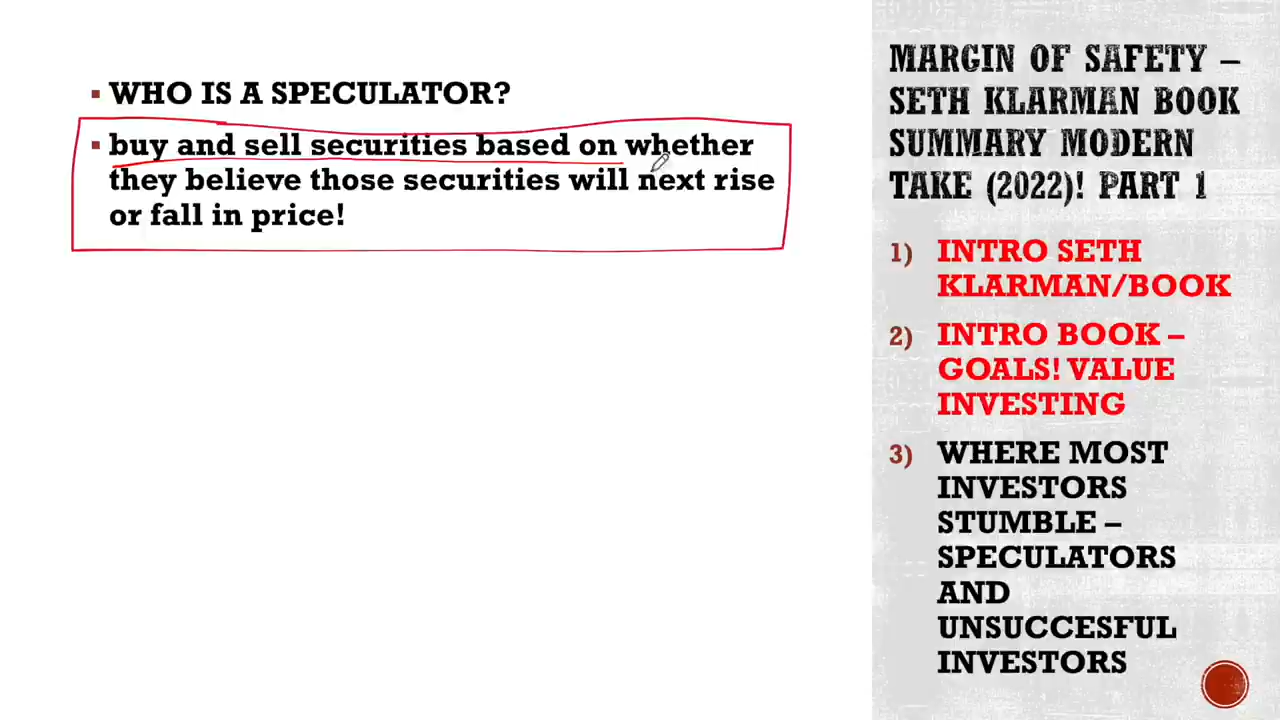 WHO IS A SPECULATOR?
buy and sell securities based on whether
they believe those securities will next rise
or fall in price!
MARGIN OF SAFETY –
SETH KLARMAN BOOK
SUMMARY MODERN
TAKE (2022)! PART 1
1) INTRO SETH
KLARMAN/BOOK
2) INTRO BOOK –
GOALS! VALUE
INVESTING
3) WHERE MOST
INVESTORS
STUMBLE –
SPECULATORS
AND
UNSUCCESFUL
INVESTORS